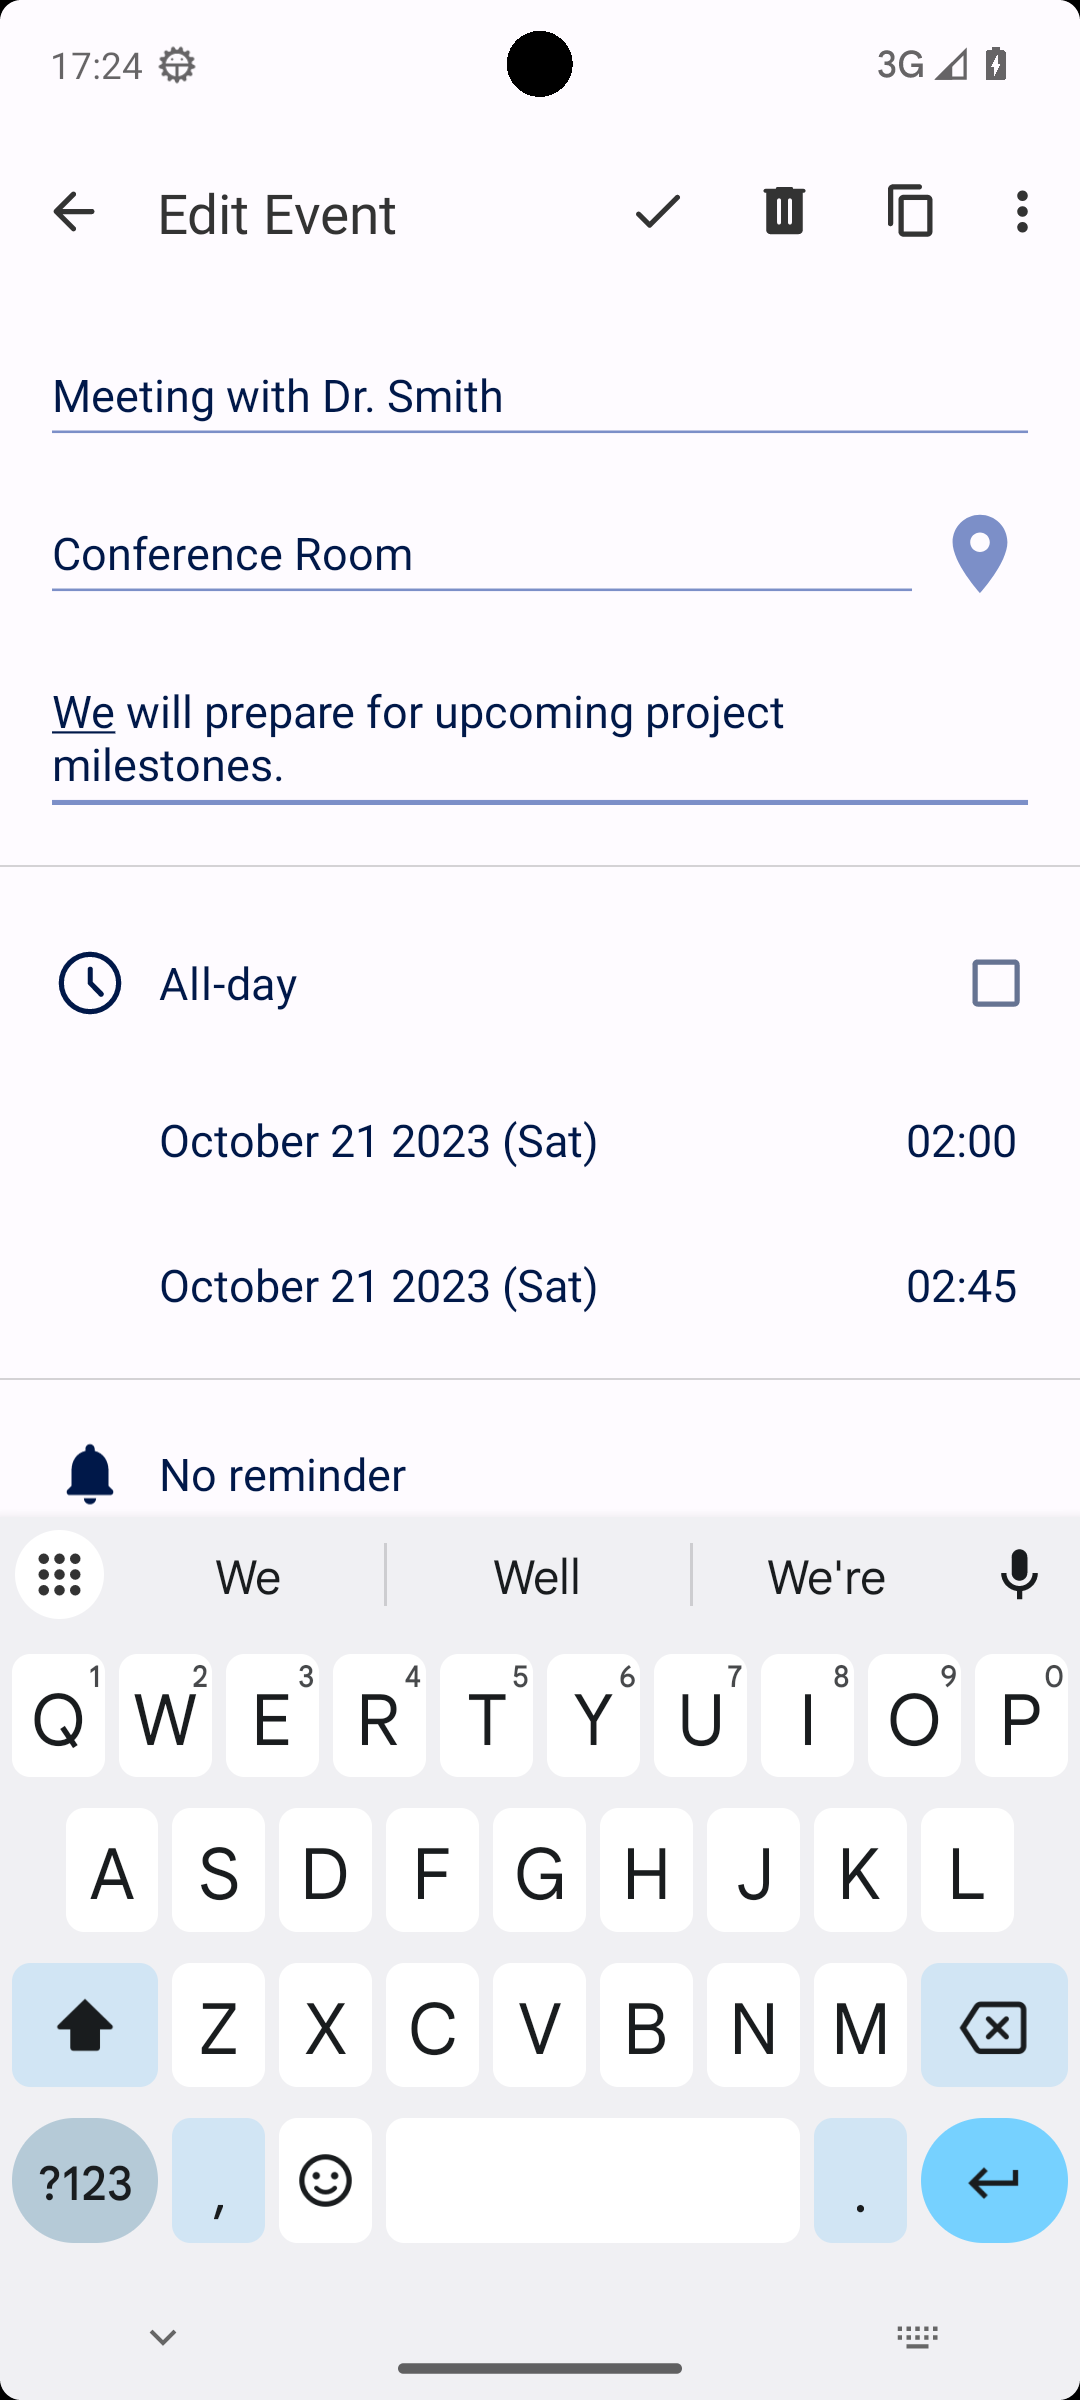 17:24 3G
Edit Event
Meeting with Dr. Smith
Conference Room
We will prepare for upcoming project
milestones.
All-day
October 21 2023 (Sat) 02:00
October 21 2023 (Sat) 02:45
No reminder
We Well We're
Q1 W2 E3 R4 T5 Y6 U7 I8 O9 P0
A S D F G H J K L
Z X C V B N M
?123 , .